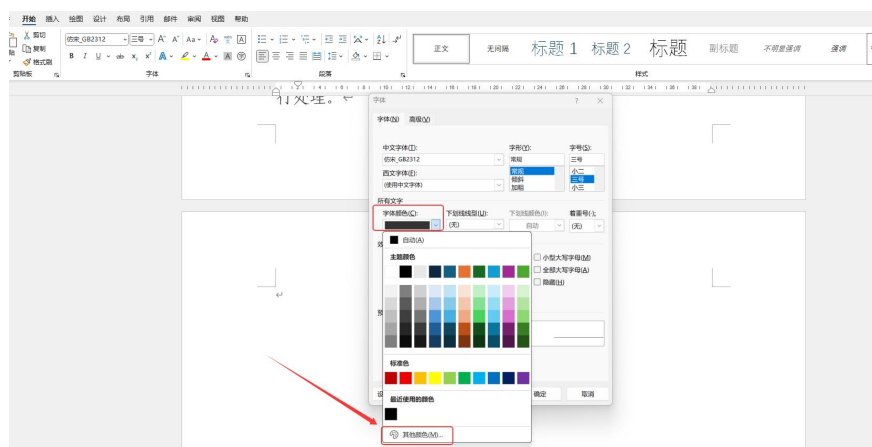 开始 插入 绘图 设计 布局 引用 邮件 审阅 视图 帮助
剪切
复制
格式刷
剪贴板
仿宋_GB2312 三号
字体
段落
正文 无间隔 标题 1 标题 2 标题 副标题 不明显强调 强调
样式
行处理。
字体 ? ×
字体(N) 高级(V)
中文字体(T): 字形(Y): 字号(S):
仿宋_GB2312 常规 三号
西文字体(F): 常规 小二
(使用中文字体) 倾斜 三号
加粗 小三
所有文字
字体颜色(C): 下划线线型(U): 下划线颜色(I): 着重号(·):
(无) 自动 (无)
自动(A)
主题颜色
小型大写字母(M)
全部大写字母(A)
隐藏(H)
标准色
最近使用的颜色
确定 取消
其他颜色(M)...